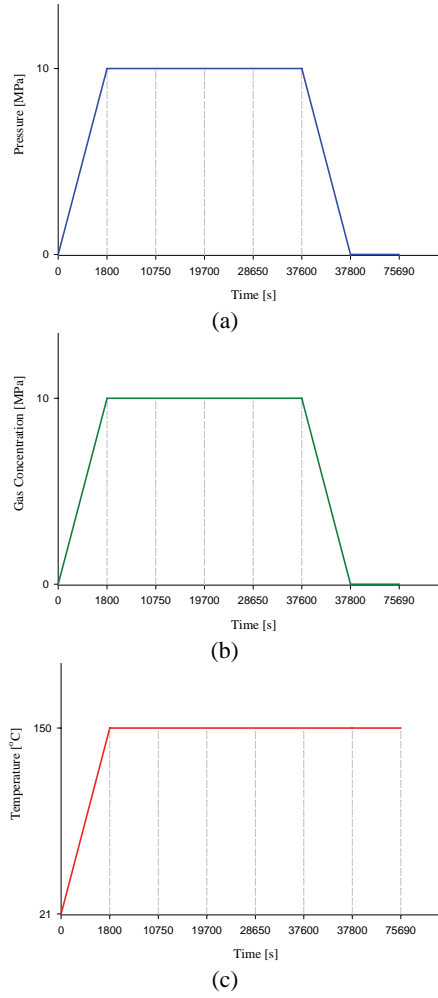 Pressure [MPa]
10
0
0 1800 10750 19700 28650 37600 37800 75690
Time [s]
(a)
Gas Concentration [MPa]
10
0
0 1800 10750 19700 28650 37600 37800 75690
Time [s]
(b)
Temperature [°C]
150
21
0 1800 10750 19700 28650 37600 37800 75690
Time [s]
(c)